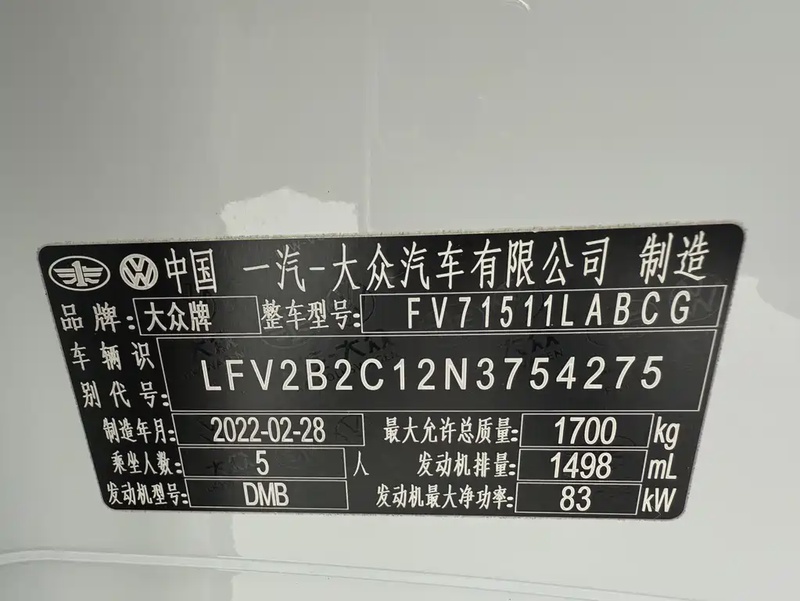 中国 一汽-大众汽车有限公司 制造
品牌: 大众牌 整车型号: FV71511LABCG
车辆识
别代号: LFV2B2C12N3754275
制造年月: 2022-02-28 最大允许总质量: 1700 kg
乘坐人数: 5 人 发动机排量: 1498 mL
发动机型号: DMB 发动机最大净功率: 83 kW